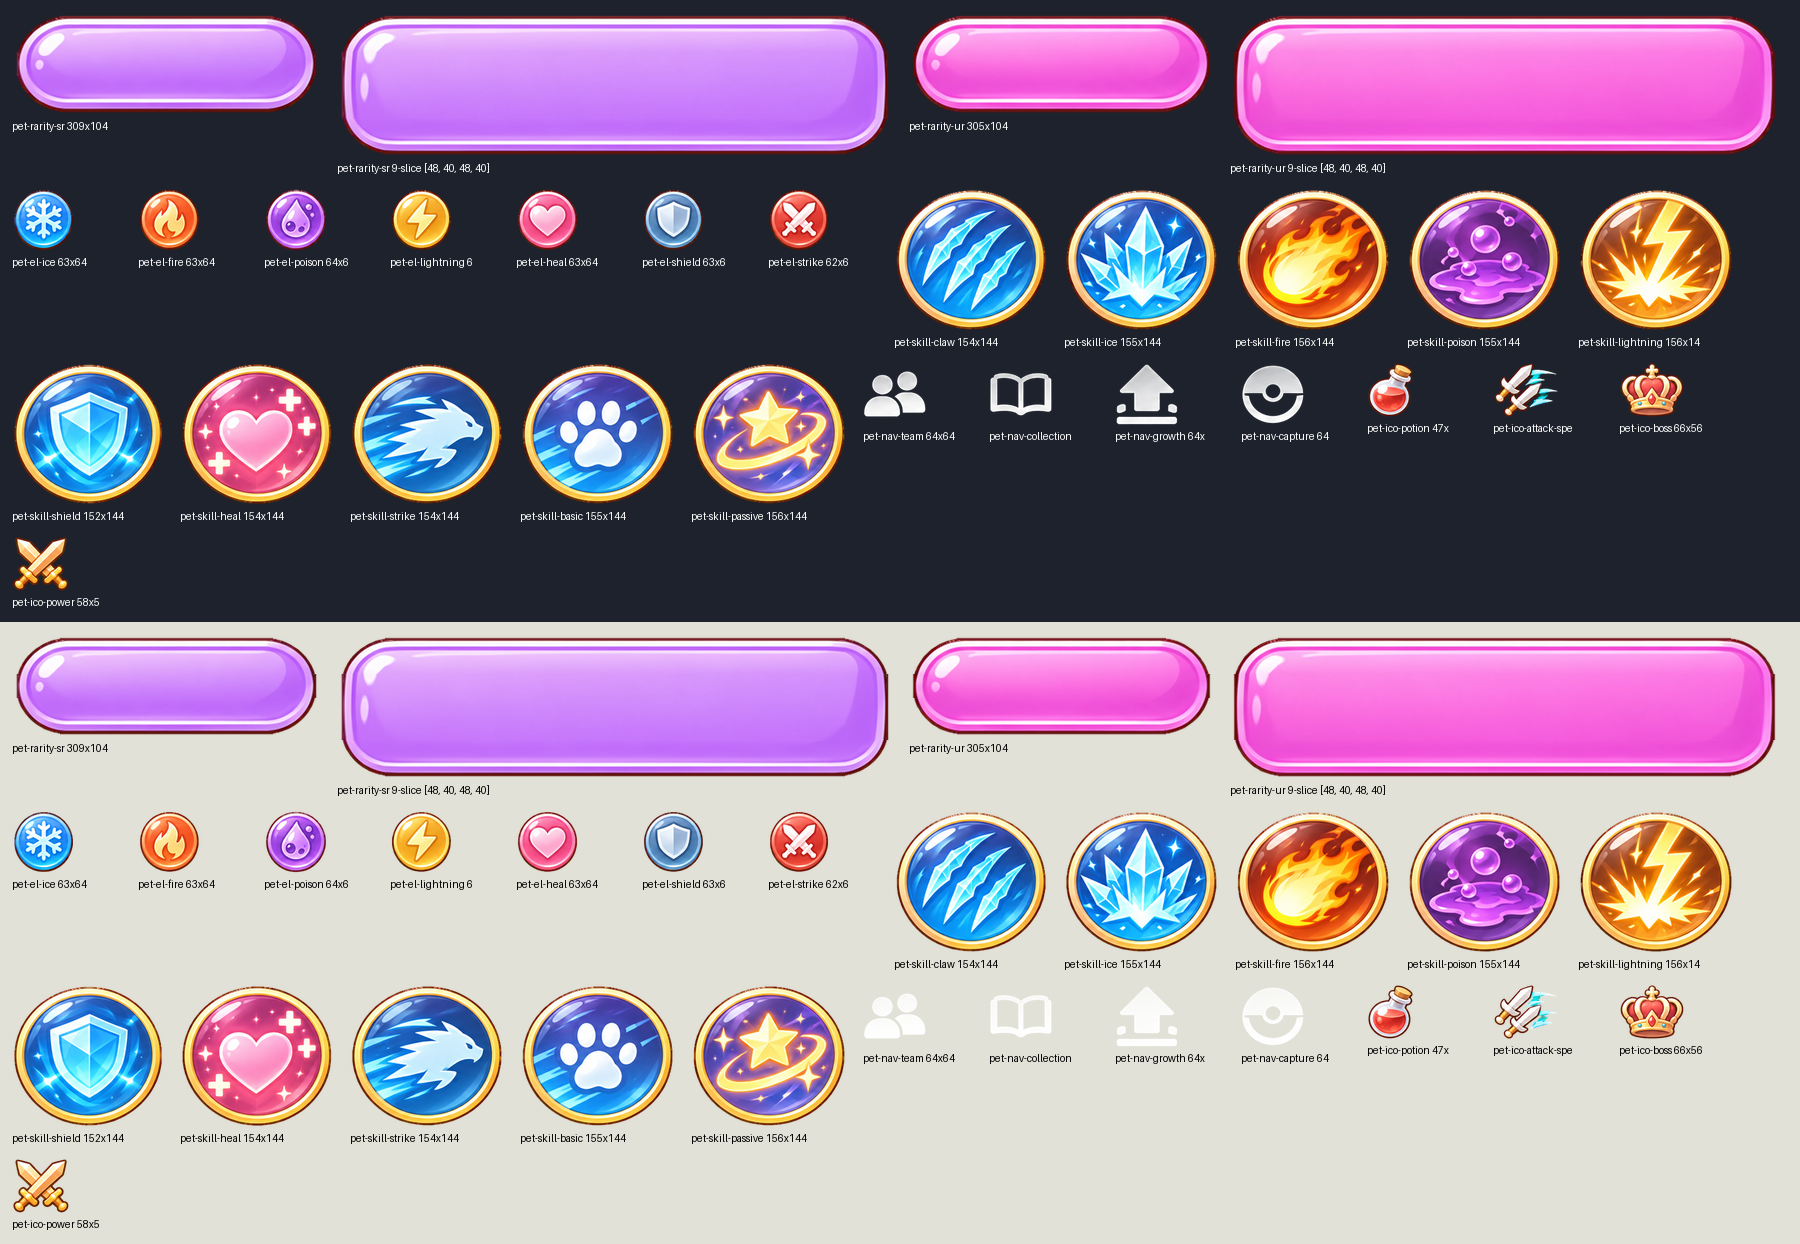 pet-rarity-sr 309x104
pet-rarity-ur 305x104
pet-rarity-sr 9-slice [48, 40, 48, 40]
pet-rarity-ur 9-slice [48, 40, 48, 40]
pet-el-ice 63x64
pet-el-fire 63x64
pet-el-poison 64x6
pet-el-lightning 6
pet-el-heal 63x64
pet-el-shield 63x6
pet-el-strike 62x6
pet-skill-claw 154x144
pet-skill-ice 155x144
pet-skill-fire 156x144
pet-skill-poison 155x144
pet-skill-lightning 156x14
pet-nav-team 64x64
pet-nav-collection
pet-nav-growth 64x
pet-nav-capture 64
pet-ico-potion 47x
pet-ico-attack-spe
pet-ico-boss 66x56
pet-skill-shield 152x144
pet-skill-heal 154x144
pet-skill-strike 154x144
pet-skill-basic 155x144
pet-skill-passive 156x144
pet-ico-power 58x5
pet-rarity-sr 309x104
pet-rarity-ur 305x104
pet-rarity-sr 9-slice [48, 40, 48, 40]
pet-rarity-ur 9-slice [48, 40, 48, 40]
pet-el-ice 63x64
pet-el-fire 63x64
pet-el-poison 64x6
pet-el-lightning 6
pet-el-heal 63x64
pet-el-shield 63x6
pet-el-strike 62x6
pet-skill-claw 154x144
pet-skill-ice 155x144
pet-skill-fire 156x144
pet-skill-poison 155x144
pet-skill-lightning 156x14
pet-nav-team 64x64
pet-nav-collection
pet-nav-growth 64x
pet-nav-capture 64
pet-ico-potion 47x
pet-ico-attack-spe
pet-ico-boss 66x56
pet-skill-shield 152x144
pet-skill-heal 154x144
pet-skill-strike 154x144
pet-skill-basic 155x144
pet-skill-passive 156x144
pet-ico-power 58x5